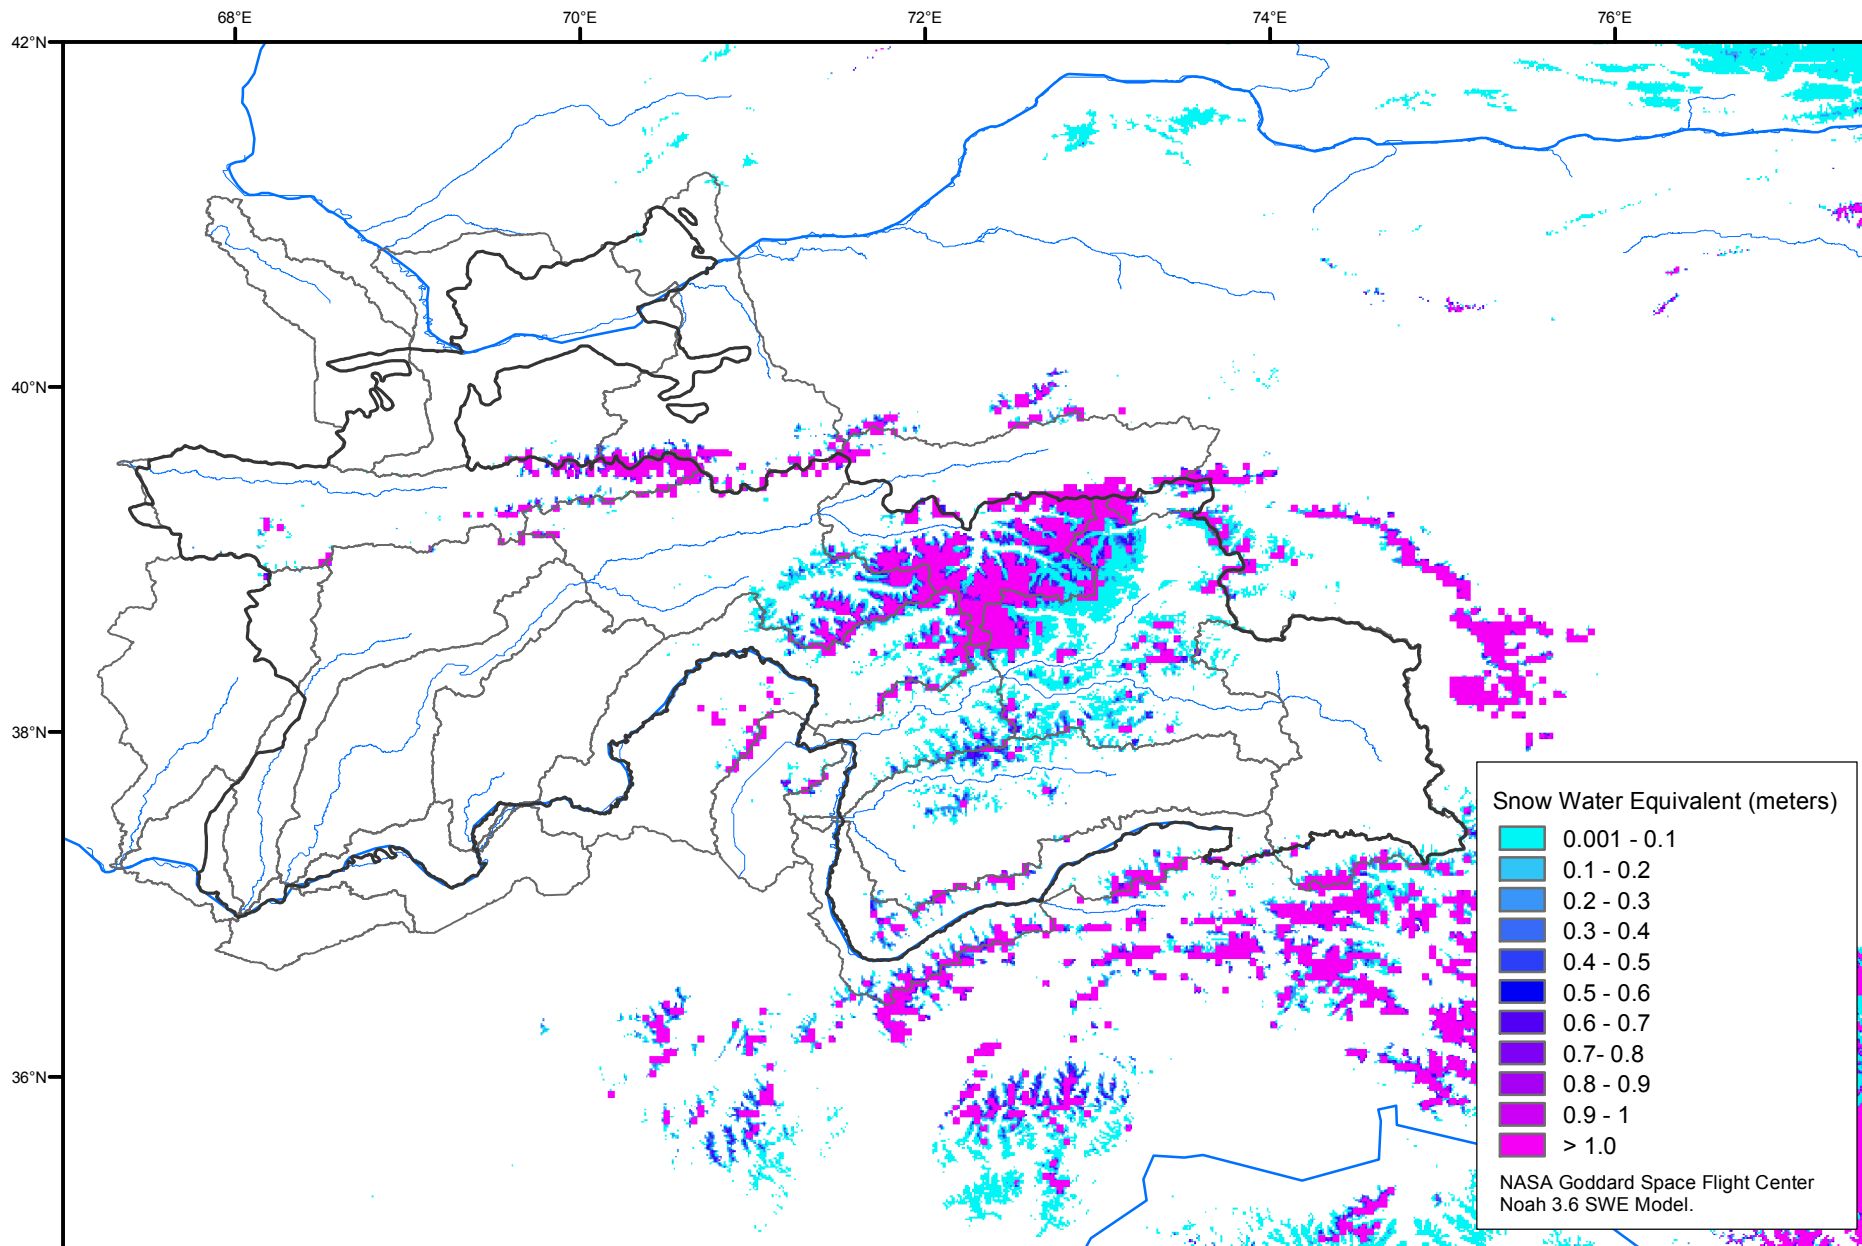 68°E 70°E 72°E 74°E 76°E
42°N
40°N
38°N
36°N
Snow Water Equivalent (meters)
0.001 - 0.1
0.1 - 0.2
0.2 - 0.3
0.3 - 0.4
0.4 - 0.5
0.5 - 0.6
0.6 - 0.7
0.7- 0.8
0.8 - 0.9
0.9 - 1
> 1.0
NASA Goddard Space Flight Center
Noah 3.6 SWE Model.